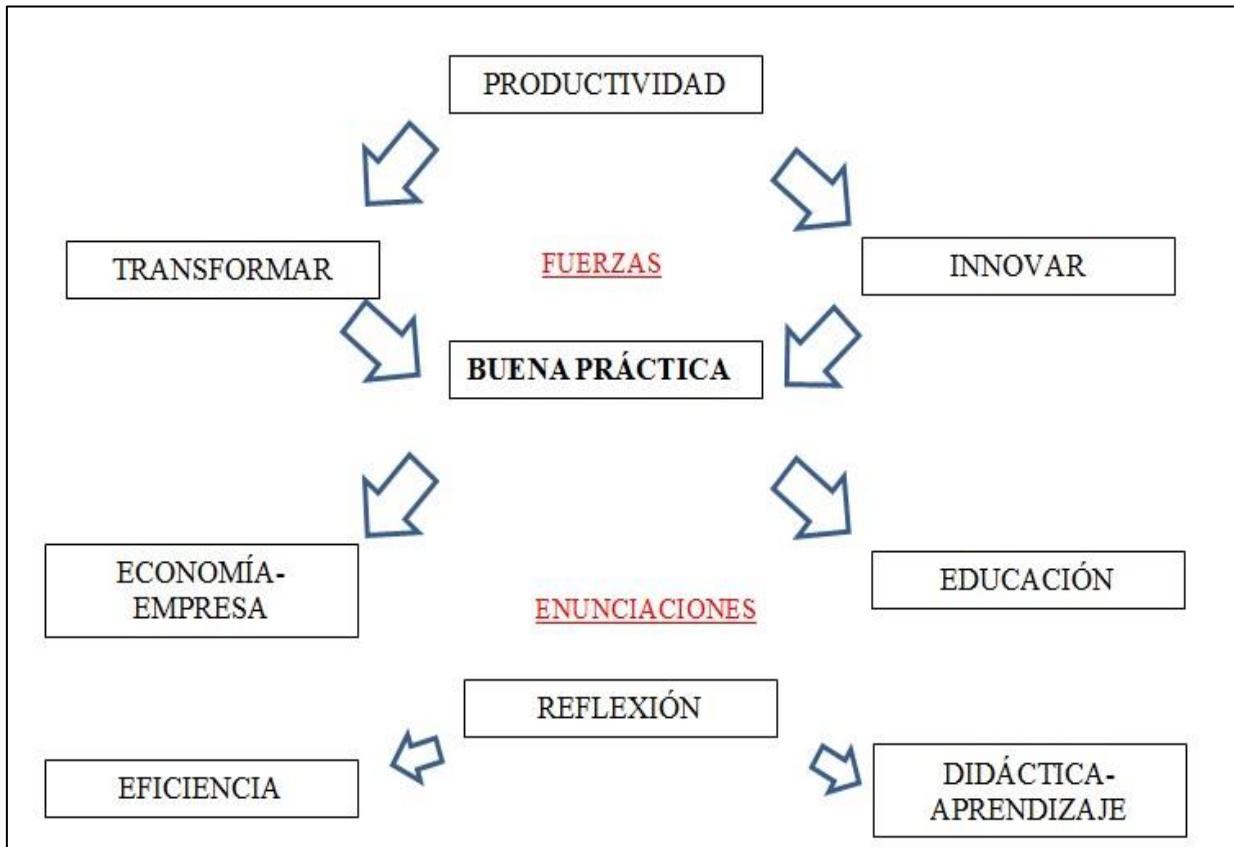 PRODUCTIVIDAD
TRANSFORMAR
FUERZAS
INNOVAR
BUENA PRÁCTICA
ECONOMÍA-
EMPRESA
EDUCACIÓN
ENUNCIACIONES
REFLEXIÓN
EFICIENCIA
DIDÁCTICA-
APRENDIZAJE